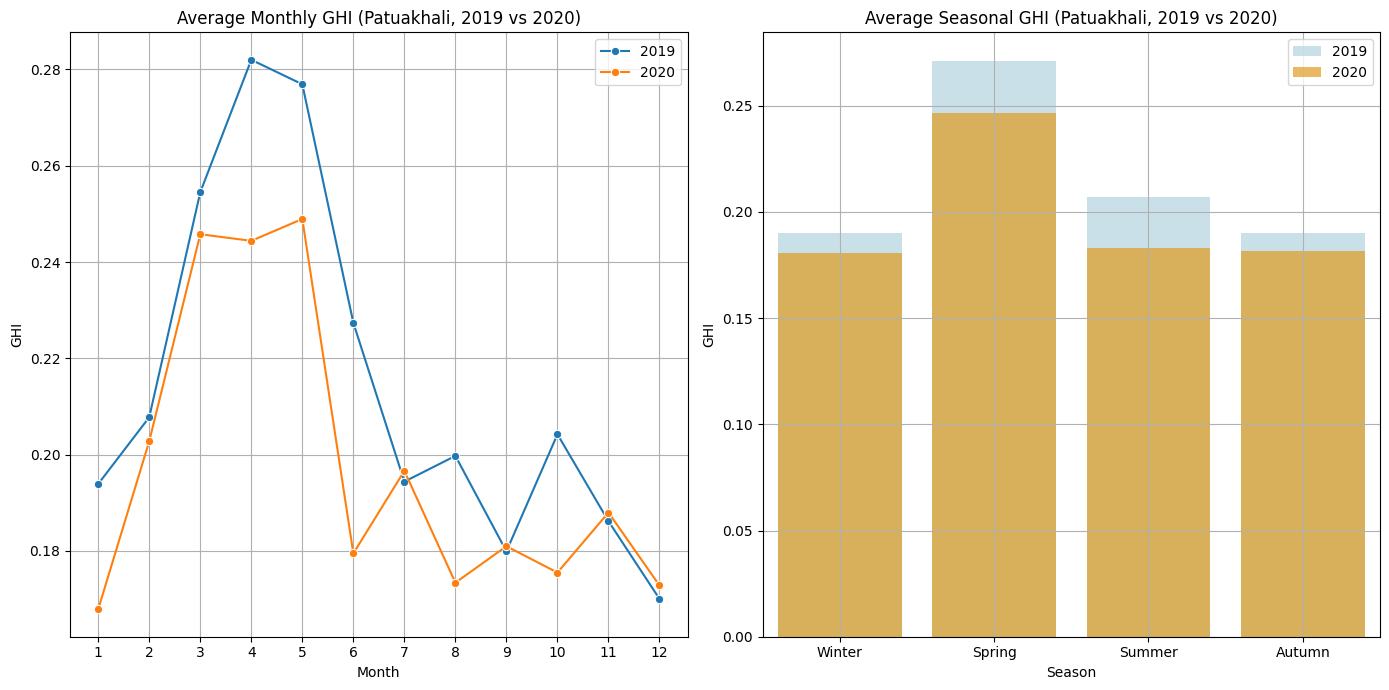 Average Monthly GHI (Patuakhali, 2019 vs 2020)
2019
2020
0.28
0.26
0.24
0.22
0.20
0.18
GHI
1 2 3 4 5 6 7 8 9 10 11 12
Month
Average Seasonal GHI (Patuakhali, 2019 vs 2020)
2019
2020
0.25
0.20
0.15
0.10
0.05
0.00
GHI
Winter Spring Summer Autumn
Season